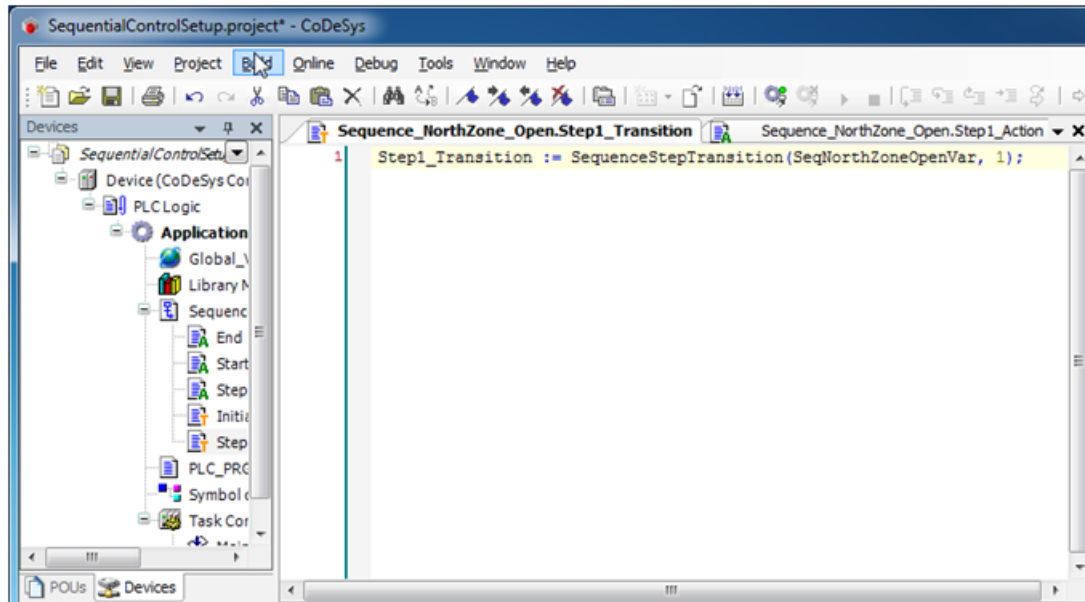 SequentialControlSetup.project* - CoDeSys
File Edit View Project Build Online Debug Tools Window Help
Devices
SequentialControlSetu
Device (CoDeSys Cor
PLC Logic
Application
Global_V
Library M
Sequenc
End
Start
Step
Initia
Step
PLC_PRG
Symbol c
Task Cor
POUs Devices
Sequence_NorthZone_Open.Step1_Transition Sequence_NorthZone_Open.Step1_Action
1 Step1_Transition := SequenceStepTransition(SeqNorthZoneOpenVar, 1);